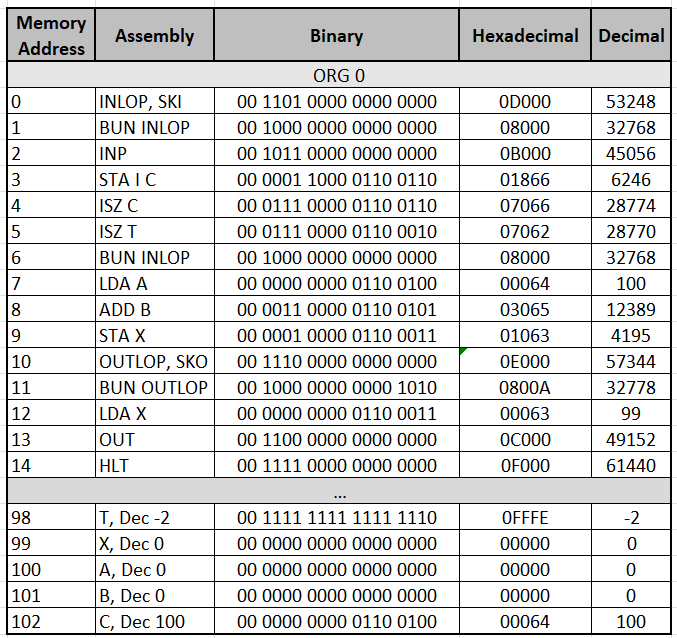 Memory Address Assembly Binary Hexadecimal Decimal
ORG 0
0 INLOP, SKI 00 1101 0000 0000 0000 0D000 53248
1 BUN INLOP 00 1000 0000 0000 0000 08000 32768
2 INP 00 1011 0000 0000 0000 0B000 45056
3 STA I C 00 0001 1000 0110 0110 01866 6246
4 ISZ C 00 0111 0000 0110 0110 07066 28774
5 ISZ T 00 0111 0000 0110 0010 07062 28770
6 BUN INLOP 00 1000 0000 0000 0000 08000 32768
7 LDA A 00 0000 0000 0110 0100 00064 100
8 ADD B 00 0011 0000 0110 0101 03065 12389
9 STA X 00 0001 0000 0110 0011 01063 4195
10 OUTLOP, SKO 00 1110 0000 0000 0000 0E000 57344
11 BUN OUTLOP 00 1000 0000 0000 1010 0800A 32778
12 LDA X 00 0000 0000 0110 0011 00063 99
13 OUT 00 1100 0000 0000 0000 0C000 49152
14 HLT 00 1111 0000 0000 0000 0F000 61440
...
98 T, Dec -2 00 1111 1111 1111 1110 0FFFE -2
99 X, Dec 0 00 0000 0000 0000 0000 00000 0
100 A, Dec 0 00 0000 0000 0000 0000 00000 0
101 B, Dec 0 00 0000 0000 0000 0000 00000 0
102 C, Dec 100 00 0000 0000 0110 0100 00064 100